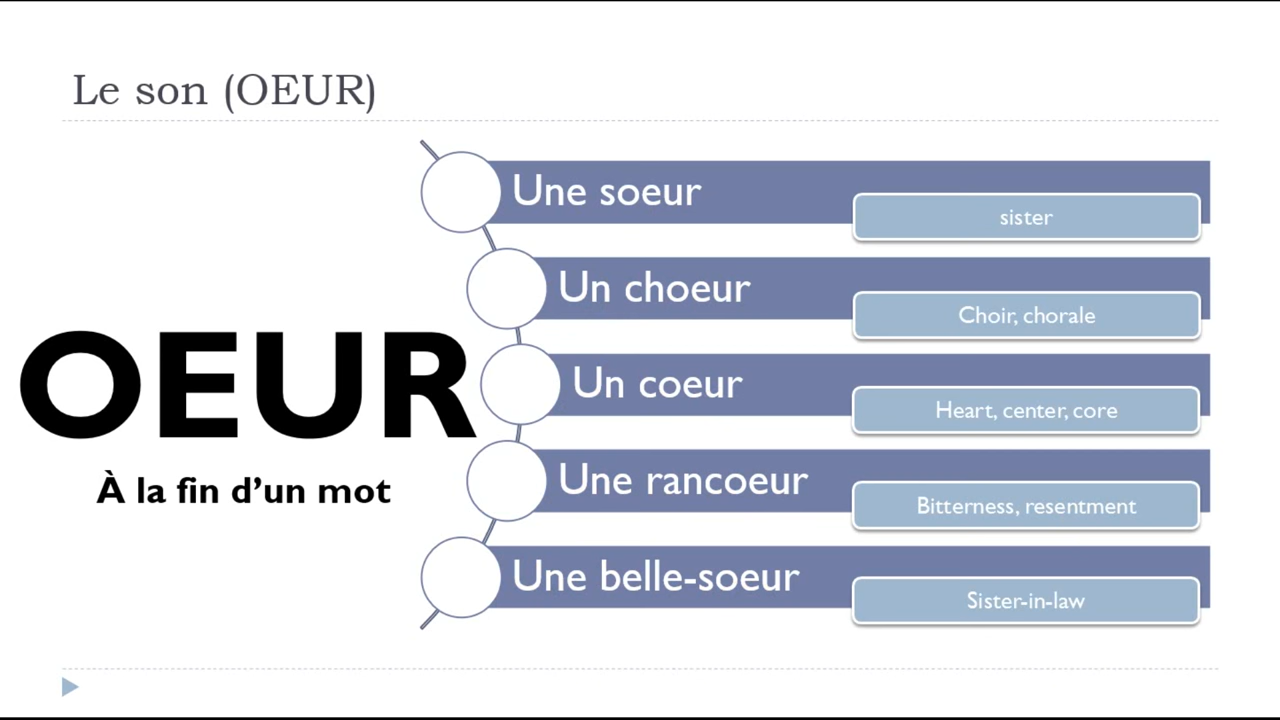 Le son (OEUR)
OEUR
À la fin d’un mot
Une soeur
sister
Un choeur
Choir, chorale
Un coeur
Heart, center, core
Une rancoeur
Bitterness, resentment
Une belle-soeur
Sister-in-law